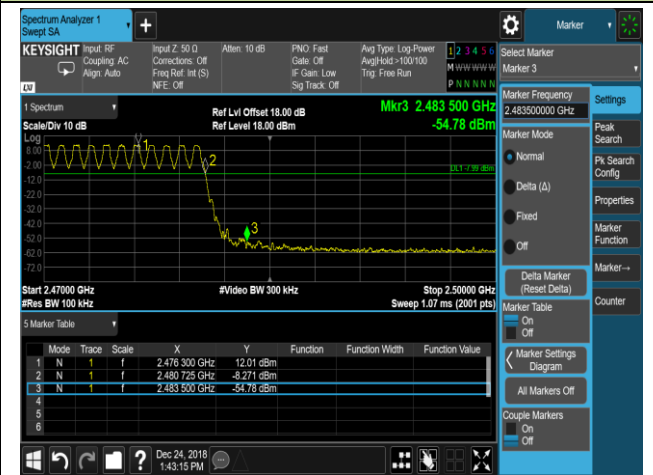 Spectrum Analyzer 1
Swept SA
+
Marker
KEYSIGHT Input: RF Input Z: 50 Ω Atten: 10 dB PNO: Fast Avg Type: Log-Power 1 2 3 4 5 6
Coupling: AC Corrections: Off Gate: Off Avg|Hold:>100/100 M W W W W W
Align: Auto Freq Ref: Int (S) IF Gain: Low Trig: Free Run
LXI NFE: Off Sig Track: Off P N N N N N
Select Marker
Marker 3
1 Spectrum
Scale/Div 10 dB
Ref Lvl Offset 18.00 dB
Ref Level 18.00 dBm
Mkr3 2.483 500 GHz
-54.78 dBm
Log
8.00
-2.00
-12.0
-22.0
-32.0
-42.0
-52.0
-62.0
-72.0
1
2
3
DL1 -7.99 dBm
Start 2.47000 GHz #Video BW 300 kHz Stop 2.50000 GHz
#Res BW 100 kHz Sweep 1.07 ms (2001 pts)
5 Marker Table
Mode Trace Scale X Y Function Function Width Function Value
1 N 1 f 2.476 300 GHz 12.01 dBm
2 N 1 f 2.480 725 GHz -8.271 dBm
3 N 1 f 2.483 500 GHz -54.78 dBm
4
5
6
Marker Frequency
2.483500000 GHz
Marker Mode
Normal
Delta (Δ)
Fixed
Off
Delta Marker
(Reset Delta)
Marker Table
On
Off
Marker Settings
Diagram
All Markers Off
Couple Markers
On
Off
Settings
Peak
Search
Pk Search
Config
Properties
Marker
Function
Marker→
Counter
? Dec 24, 2018
1:43:15 PM